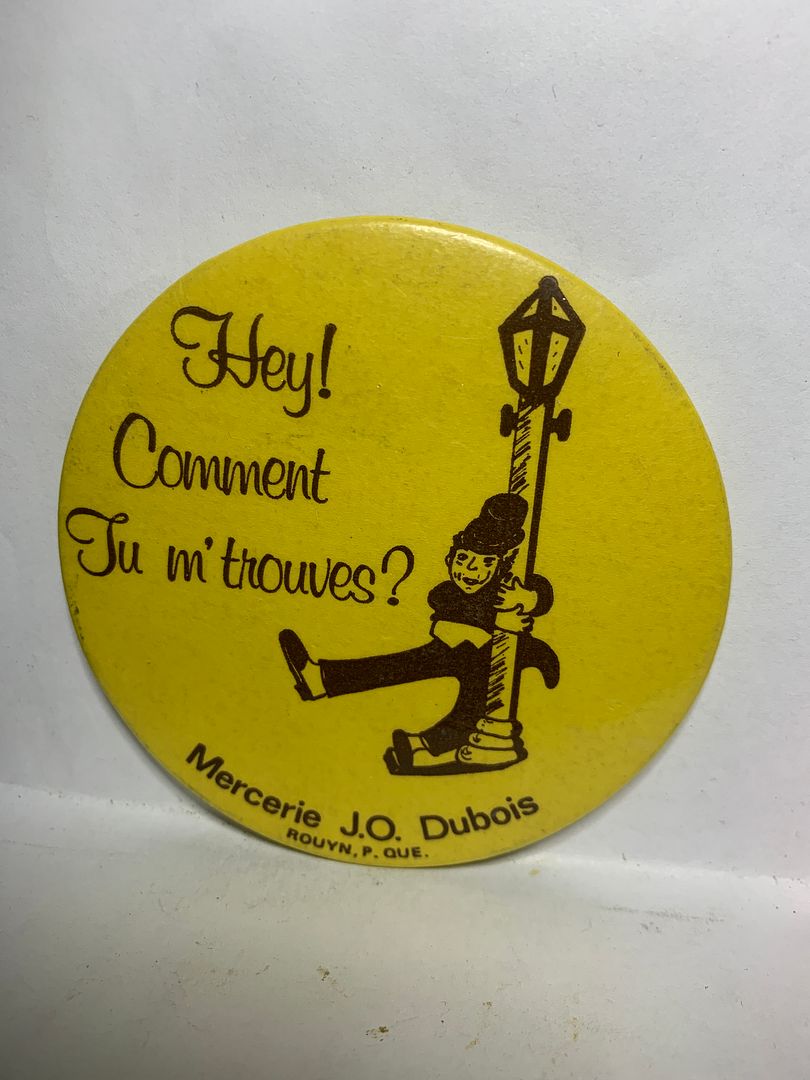 Hey!
Comment
Tu m'trouves?
Mercerie J.O. Dubois
ROUYN, P. QUE.